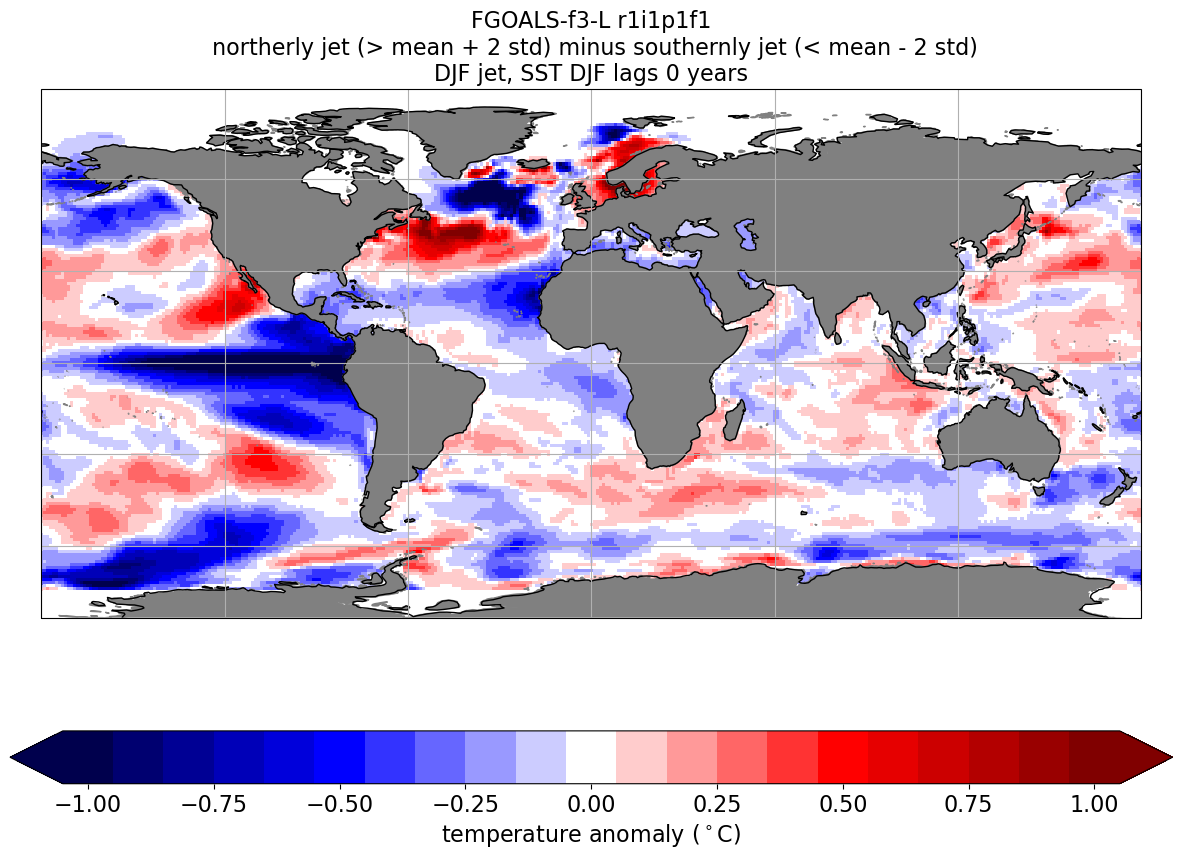 FGOALS-f3-L r1i1p1f1
northerly jet (> mean + 2 std) minus southernly jet (< mean - 2 std)
DJF jet, SST DJF lags 0 years
−1.00 −0.75 −0.50 −0.25 0.00 0.25 0.50 0.75 1.00
temperature anomaly (°C)